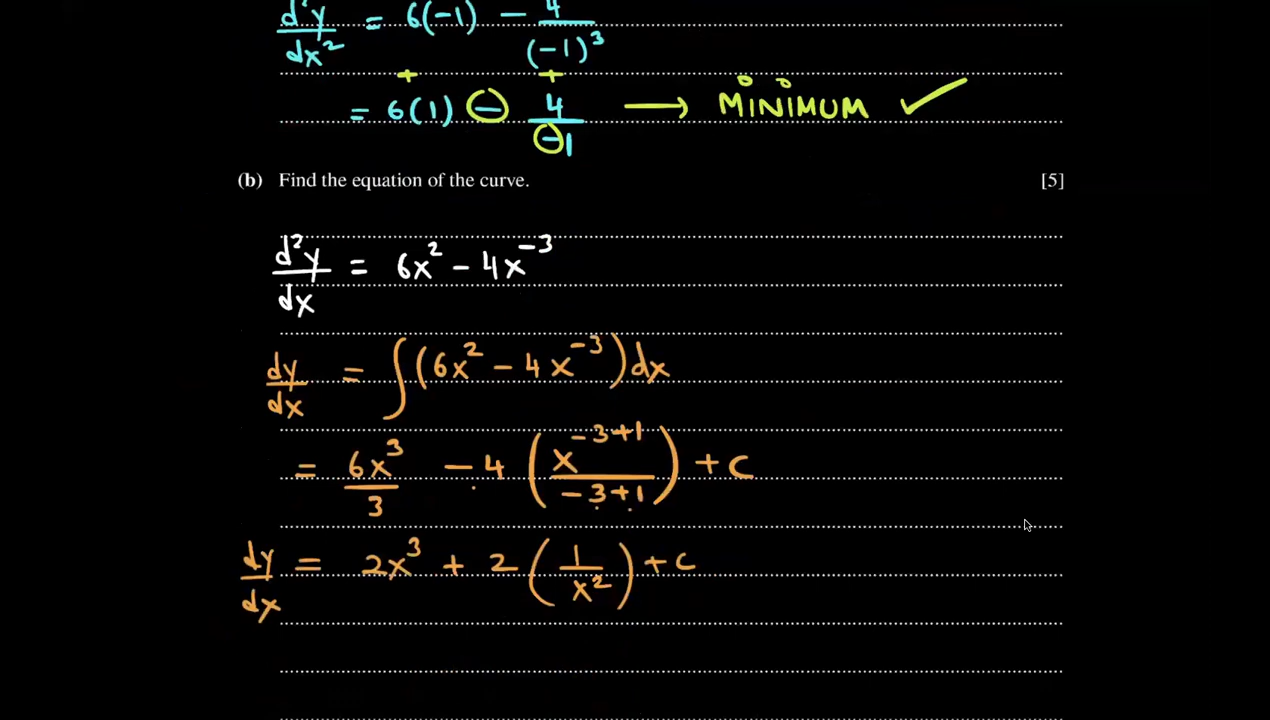 d²y/dx² = 6(-1) - 4/(-1)³
+ +
= 6(1) - 4/-1 → MINIMUM ✓
(b) Find the equation of the curve. [5]
d²y/dx = 6x² - 4x⁻³
dy/dx = ∫(6x² - 4x⁻³)dx
= 6x³/3 - 4(x⁻³⁺¹/-3+1) + c
dy/dx = 2x³ + 2(1/x²) + c